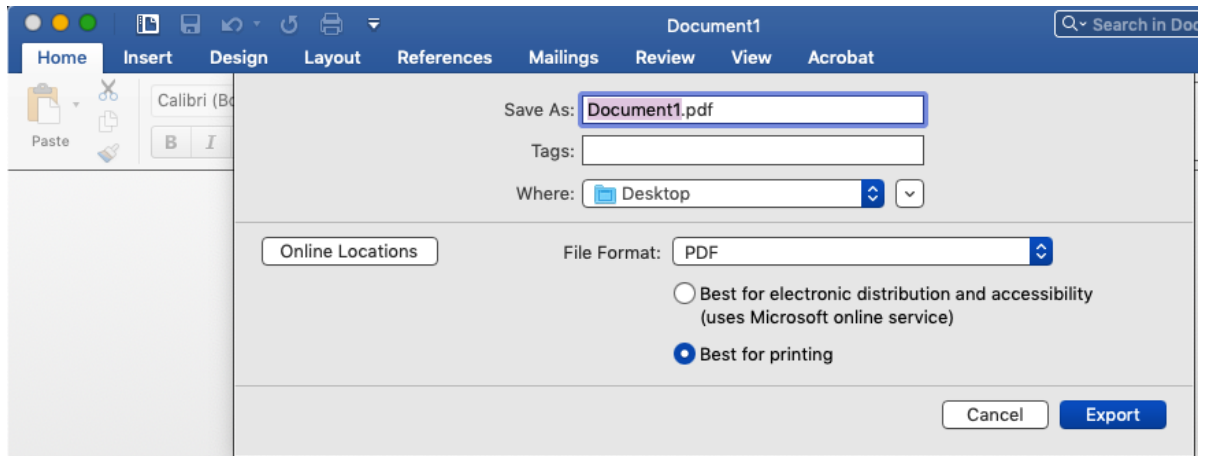 Document1
Search in Doc
Home Insert Design Layout References Mailings Review View Acrobat
Paste
Calibri (Bo
B I
Save As: Document1.pdf
Tags:
Where: Desktop
Online Locations
File Format: PDF
Best for electronic distribution and accessibility
(uses Microsoft online service)
Best for printing
Cancel Export